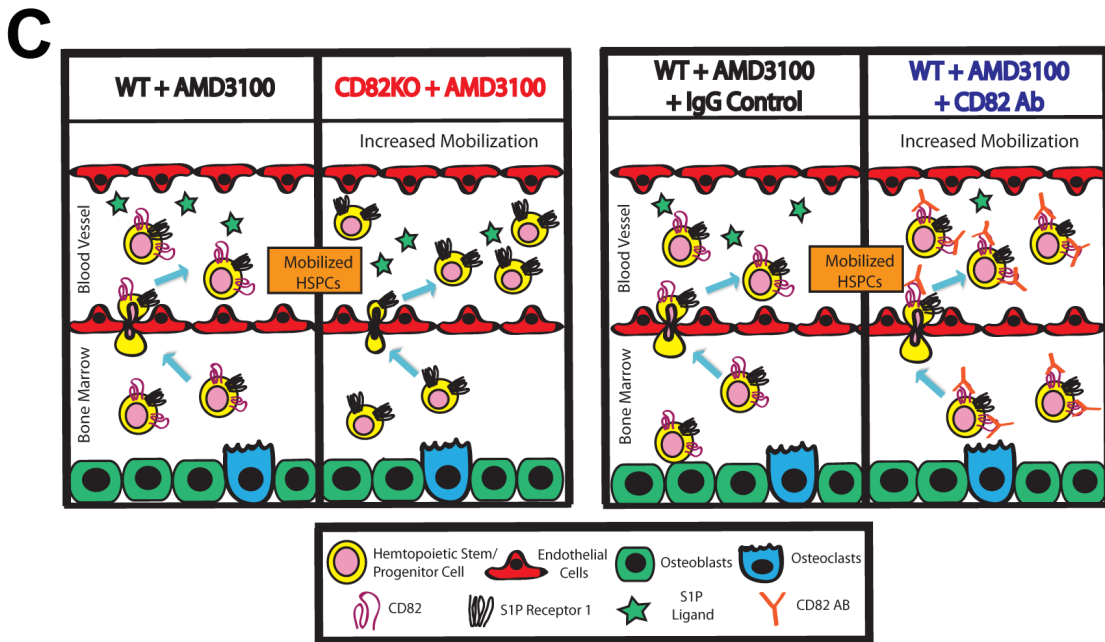 C
WT + AMD3100
CD82KO + AMD3100
Increased Mobilization
Blood Vessel
Mobilized
HSPCs
Bone Marrow
WT + AMD3100
+ IgG Control
WT + AMD3100
+ CD82 Ab
Increased Mobilization
Blood Vessel
Mobilized
HSPCs
Bone Marrow
Hemtopoietic Stem/
Progenitor Cell
Endothelial
Cells
Osteoblasts
Osteoclasts
CD82
S1P Receptor 1
S1P
Ligand
CD82 AB